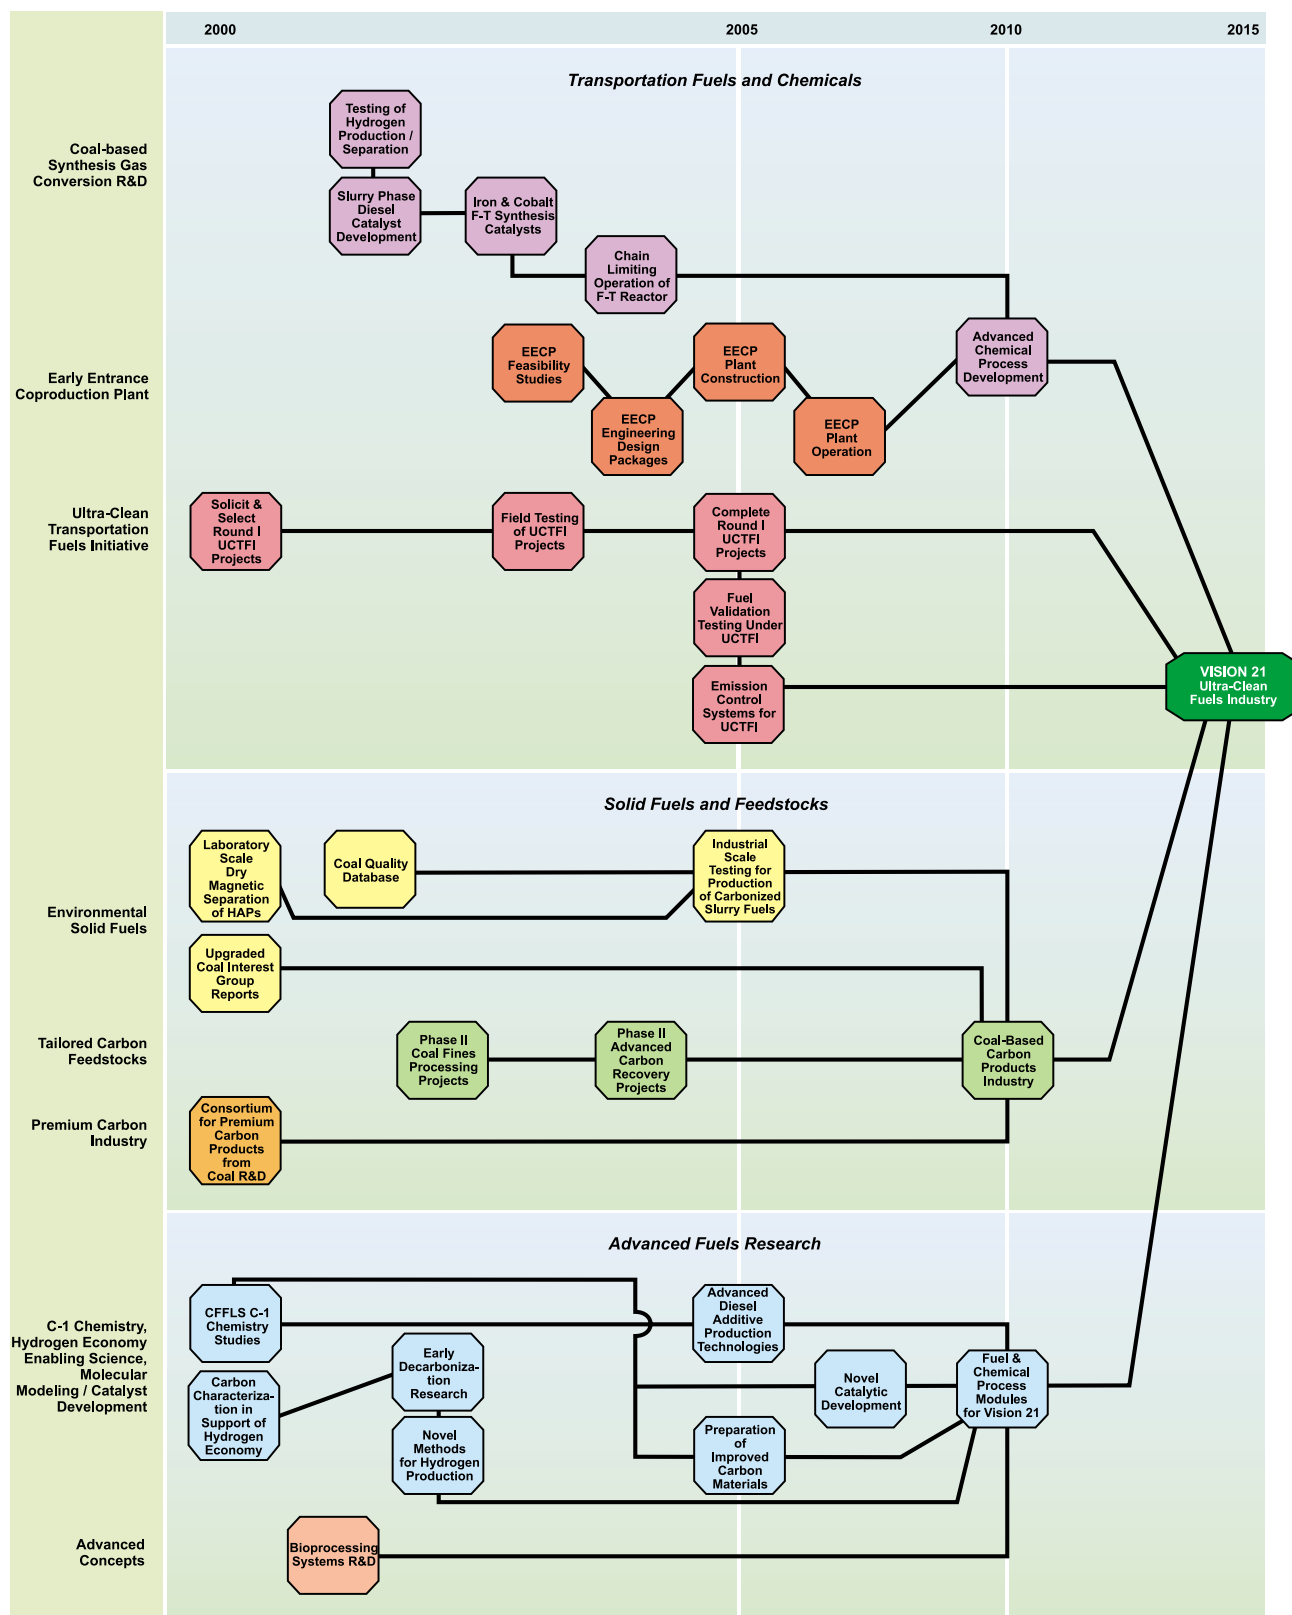 2000
2005
2010
2015
Transportation Fuels and Chemicals
Coal-based
Synthesis Gas
Conversion R&D
Testing of
Hydrogen
Production /
Separation
Slurry Phase
Diesel
Catalyst
Development
Iron & Cobalt
F-T Synthesis
Catalysts
Chain
Limiting
Operation of
F-T Reactor
Early Entrance
Coproduction Plant
EECP
Feasibility
Studies
EECP
Engineering
Design
Packages
EECP
Plant
Construction
EECP
Plant
Operation
Advanced
Chemical
Process
Development
Ultra-Clean
Transportation
Fuels Initiative
Solicit &
Select
Round I
UCTFI
Projects
Field Testing
of UCTFI
Projects
Complete
Round I
UCTFI
Projects
Fuel
Validation
Testing Under
UCTFI
Emission
Control
Systems for
UCTFI
VISION 21
Ultra-Clean
Fuels Industry
Solid Fuels and Feedstocks
Environmental
Solid Fuels
Laboratory
Scale
Dry
Magnetic
Separation
of HAPs
Coal Quality
Database
Industrial
Scale
Testing for
Production
of Carbonized
Slurry Fuels
Upgraded
Coal Interest
Group
Reports
Tailored Carbon
Feedstocks
Phase II
Coal Fines
Processing
Projects
Phase II
Advanced
Carbon
Recovery
Projects
Coal-Based
Carbon
Products
Industry
Premium Carbon
Industry
Consortium
for Premium
Carbon
Products
from
Coal R&D
Advanced Fuels Research
C-1 Chemistry,
Hydrogen Economy
Enabling Science,
Molecular
Modeling / Catalyst
Development
CFFLS C-1
Chemistry
Studies
Carbon
Characteriza-
tion in
Support of
Hydrogen
Economy
Early
Decarboniza-
tion
Research
Novel
Methods
for Hydrogen
Production
Advanced
Diesel
Additive
Production
Technologies
Novel
Catalytic
Development
Preparation
of
Improved
Carbon
Materials
Fuel &
Chemical
Process
Modules
for Vision 21
Advanced
Concepts
Bioprocessing
Systems R&D